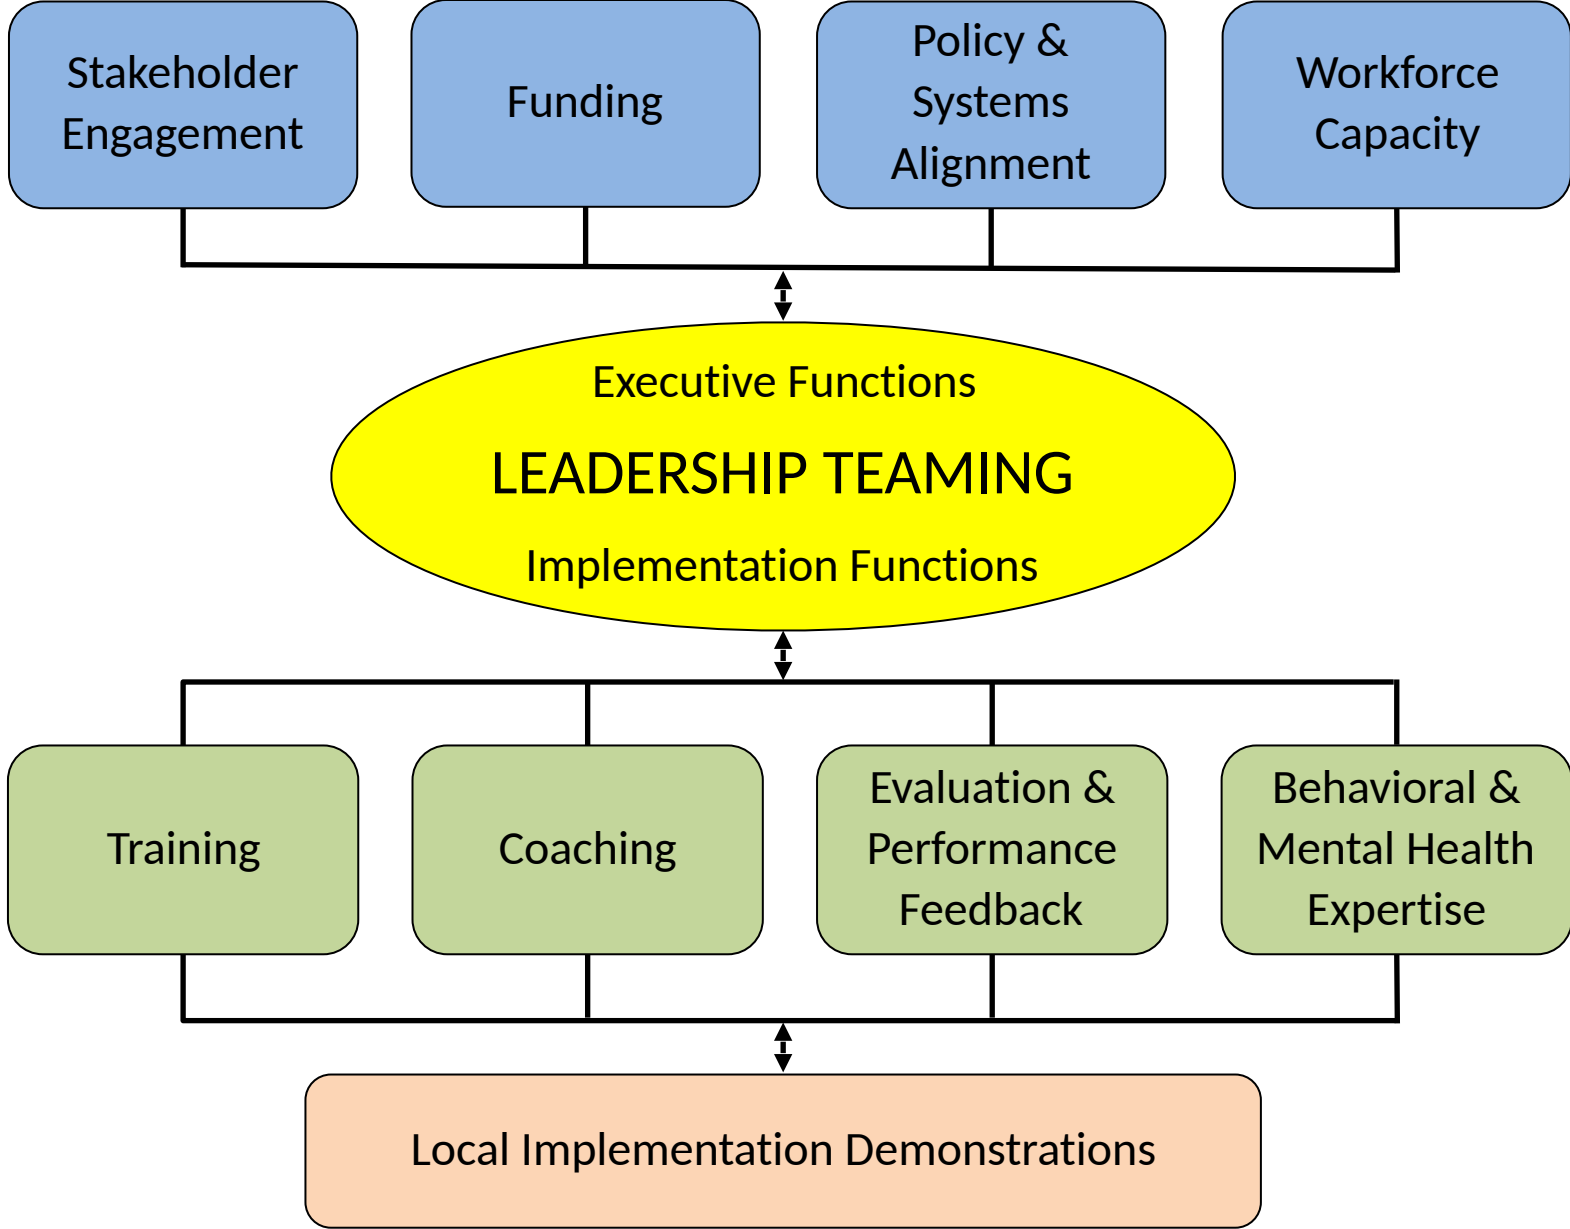 Stakeholder
Engagement
Funding
Policy &
Systems
Alignment
Workforce
Capacity
Executive Functions
LEADERSHIP TEAMING
Implementation Functions
Training
Coaching
Evaluation &
Performance
Feedback
Behavioral &
Mental Health
Expertise
Local Implementation Demonstrations